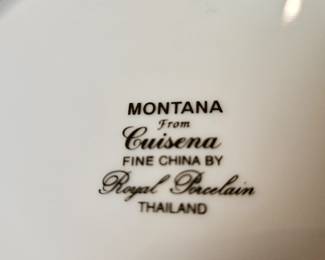 MONTANA
From
Cuisena
FINE CHINA BY
Royal Porcelain
THAILAND